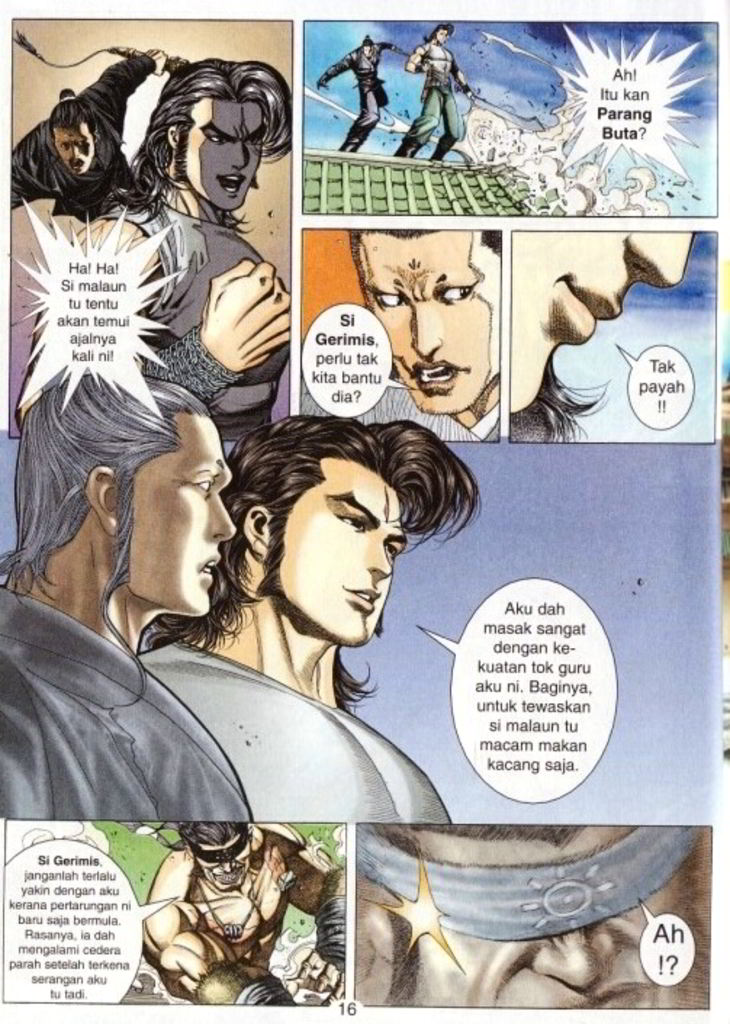 Ha! Ha!
Si malaun
tu tentu
akan temui
ajalnya
kali ni!
Ah!
Itu kan
Parang
Buta?
Si
Gerimis,
perlu tak
kita bantu
dia?
Tak
payah
!!
Aku dah
masak sangat
dengan ke-
kuatan tok guru
aku ni. Baginya,
untuk tewaskan
si malaun tu
macam makan
kacang saja.
Si Gerimis,
janganlah terlalu
yakin dengan aku
kerana pertarungan ni
baru saja bermula.
Rasanya, ia dah
mengalami cedera
parah setelah terkena
serangan aku
tu tadi.
Ah
!?
16